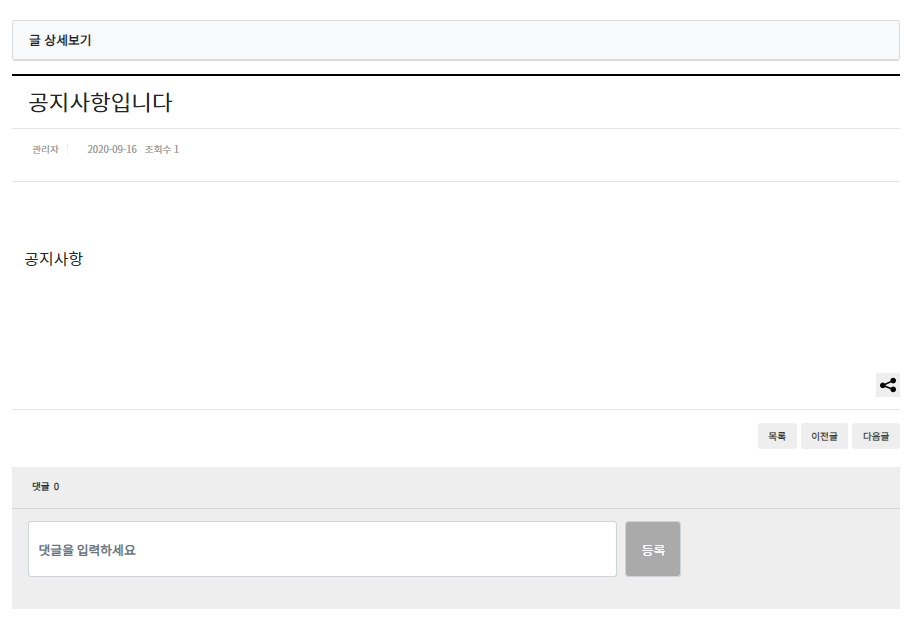 글 상세보기
공지사항입니다
관리자 2020-09-16 조회수 1
공지사항
목록 이전글 다음글
댓글 0
댓글을 입력하세요 등록